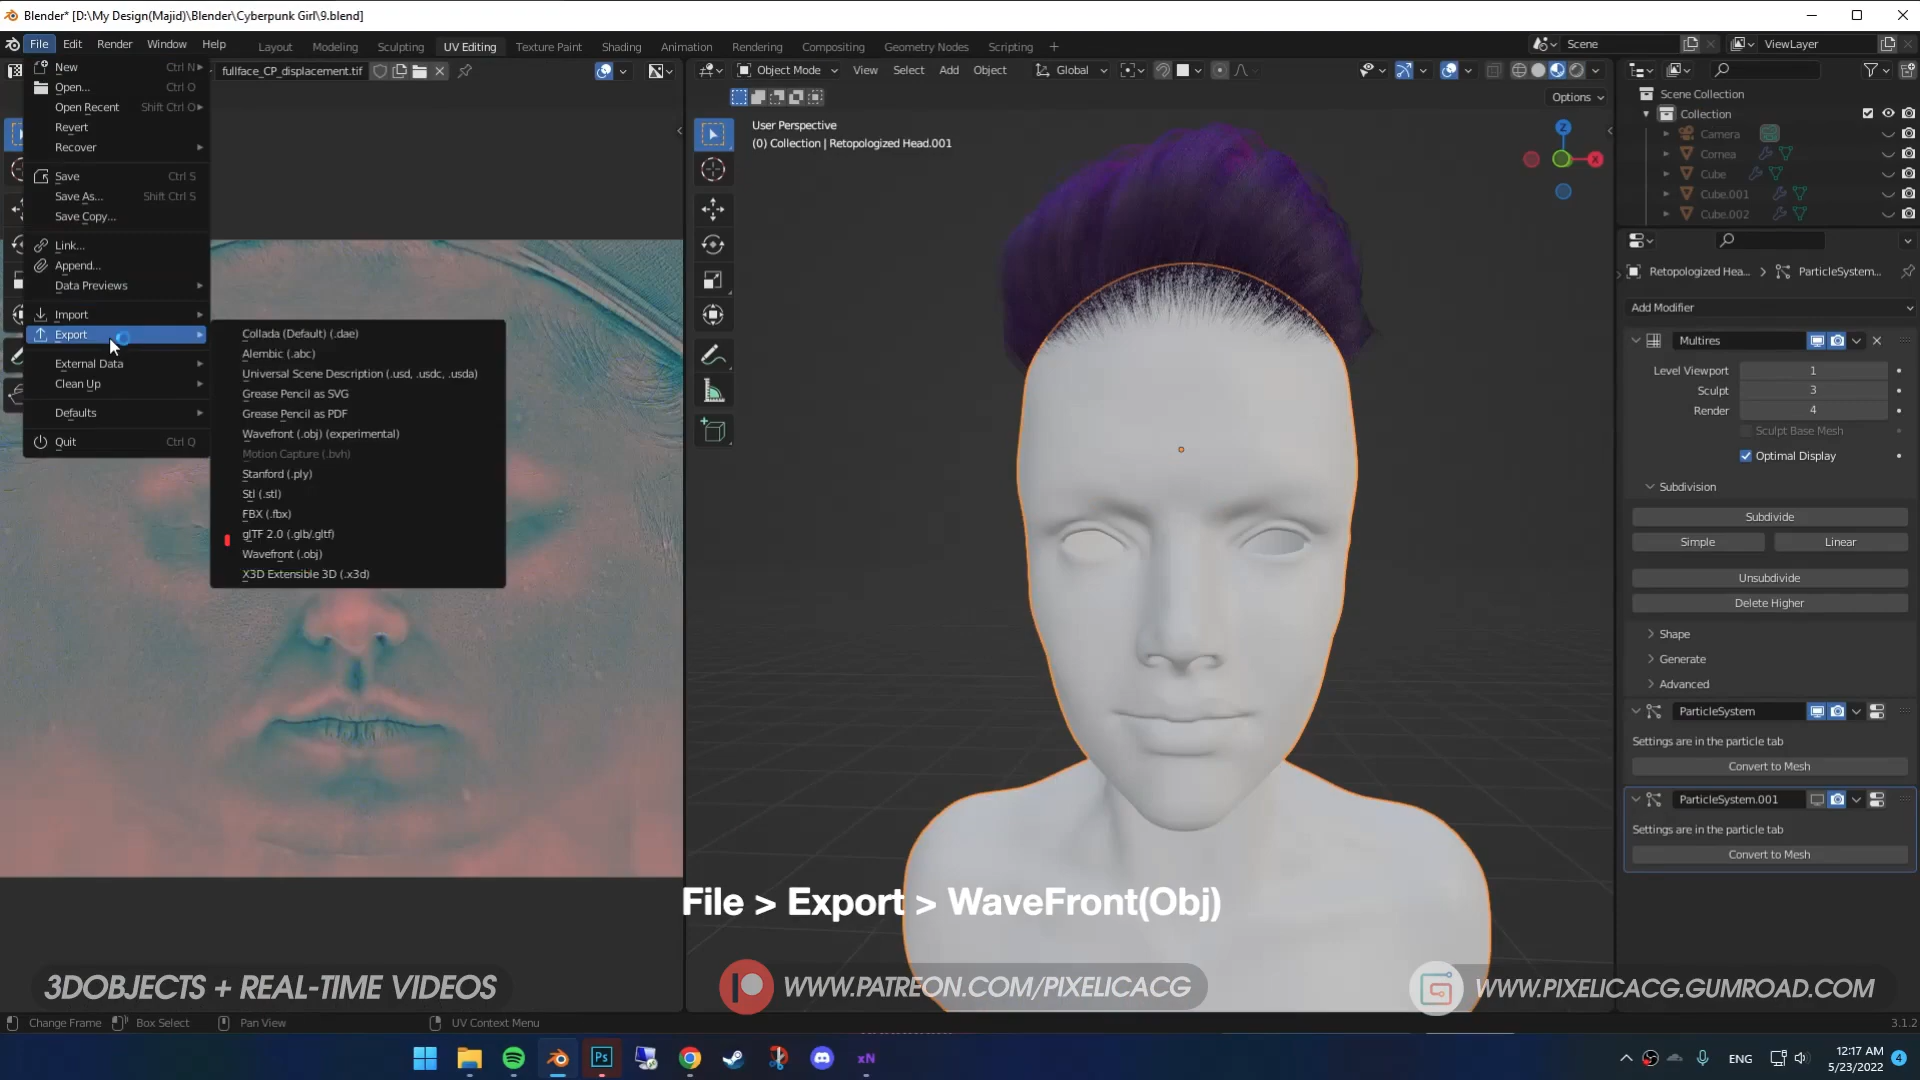 Blender* [D:\My Design(Majid)\Blender\Cyberpunk Girl\9.blend]
File Edit Render Window Help
Layout Modeling Sculpting UV Editing Texture Paint Shading Animation Rendering Compositing Geometry Nodes Scripting +
Scene
ViewLayer
fullface_CP_displacement.tif
Object Mode View Select Add Object Global
Options
New Ctrl N
Open... Ctrl O
Open Recent Shift Ctrl O
Revert
Recover
Save Ctrl S
Save As... Shift Ctrl S
Save Copy...
Link...
Append...
Data Previews
Import
Export
External Data
Clean Up
Defaults
Quit Ctrl Q
Collada (Default) (.dae)
Alembic (.abc)
Universal Scene Description (.usd, .usdc, .usda)
Grease Pencil as SVG
Grease Pencil as PDF
Wavefront (.obj) (experimental)
Motion Capture (.bvh)
Stanford (.ply)
Stl (.stl)
FBX (.fbx)
glTF 2.0 (.glb/.gltf)
Wavefront (.obj)
X3D Extensible 3D (.x3d)
User Perspective
(0) Collection | Retopologized Head.001
Z
X
Scene Collection
Collection
Camera
Cornea
Cube
Cube.001
Cube.002
Retopologized Hea... ParticleSystem...
Add Modifier
Multires
Level Viewport 1
Sculpt 3
Render 4
Sculpt Base Mesh
Optimal Display
Subdivision
Subdivide
Simple Linear
Unsubdivide
Delete Higher
Shape
Generate
Advanced
ParticleSystem
Settings are in the particle tab
Convert to Mesh
ParticleSystem.001
Settings are in the particle tab
Convert to Mesh
File > Export > WaveFront(Obj)
3DOBJECTS + REAL-TIME VIDEOS
WWW.PATREON.COM/PIXELICACG
WWW.PIXELICACG.GUMROAD.COM
Change Frame Box Select Pan View UV Context Menu
3.1.2
Ps
xN
ENG
12:17 AM
5/23/2022
4